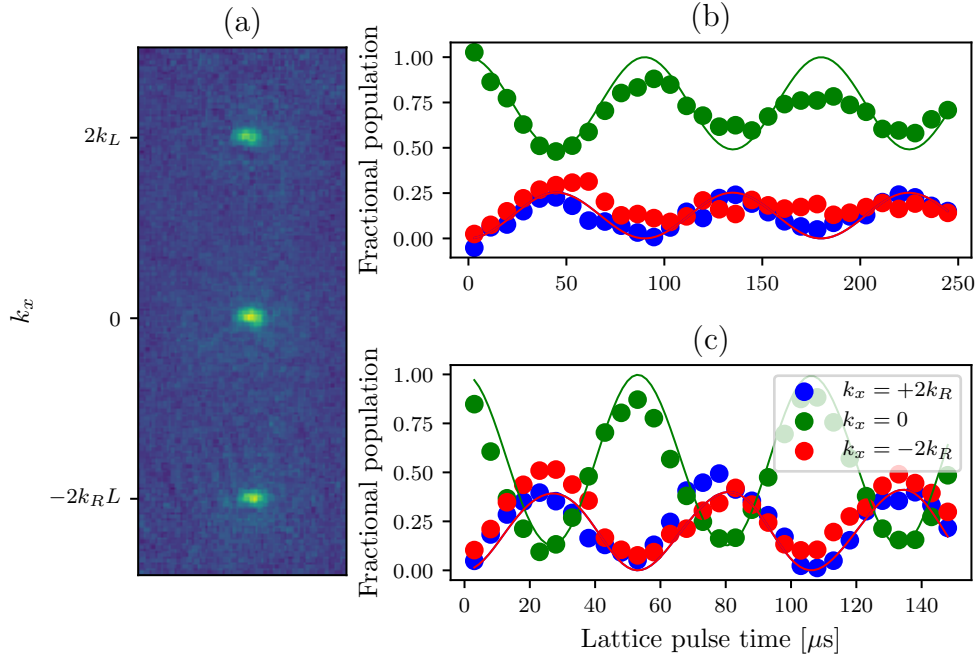 (a)
2k_L
0
−2k_RL
k_x
(b)
Fractional population
1.00
0.75
0.50
0.25
0.00
0 50 100 150 200 250
(c)
Fractional population
1.00
0.75
0.50
0.25
0.00
k_x = +2k_R
k_x = 0
k_x = −2k_R
0 20 40 60 80 100 120 140
Lattice pulse time [μs]